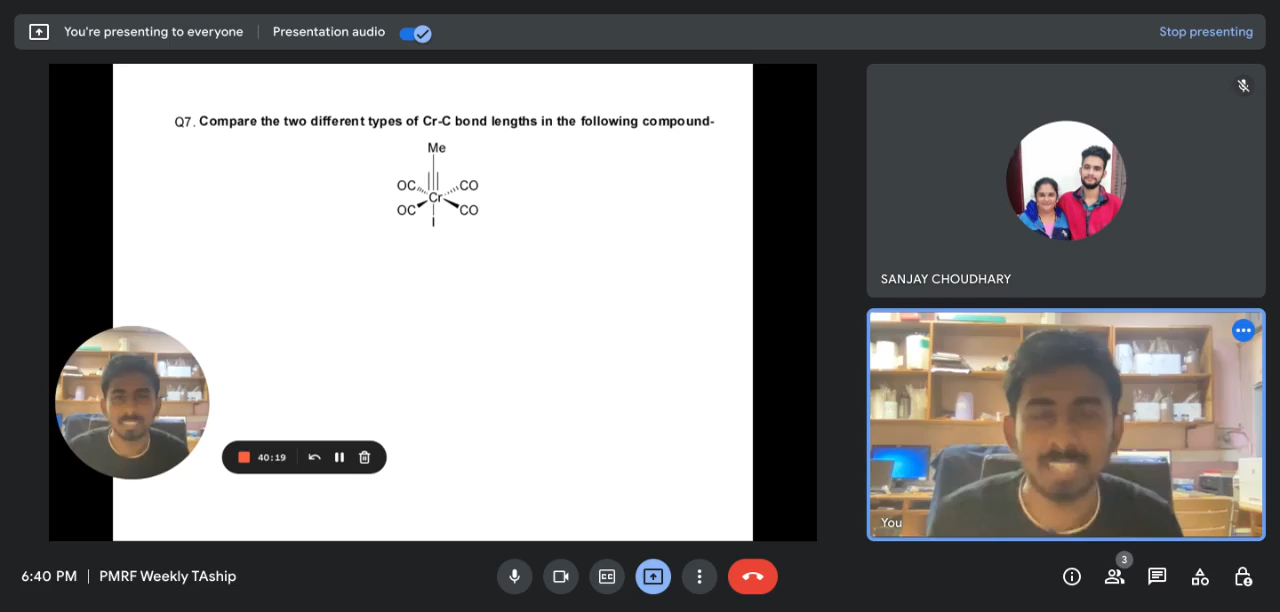 You're presenting to everyone
Presentation audio
Stop presenting
Q7. Compare the two different types of Cr-C bond lengths in the following compound-
Me
OC CO
Cr
OC CO
I
SANJAY CHOUDHARY
40:19
You
6:40 PM | PMRF Weekly TAship
CC
3